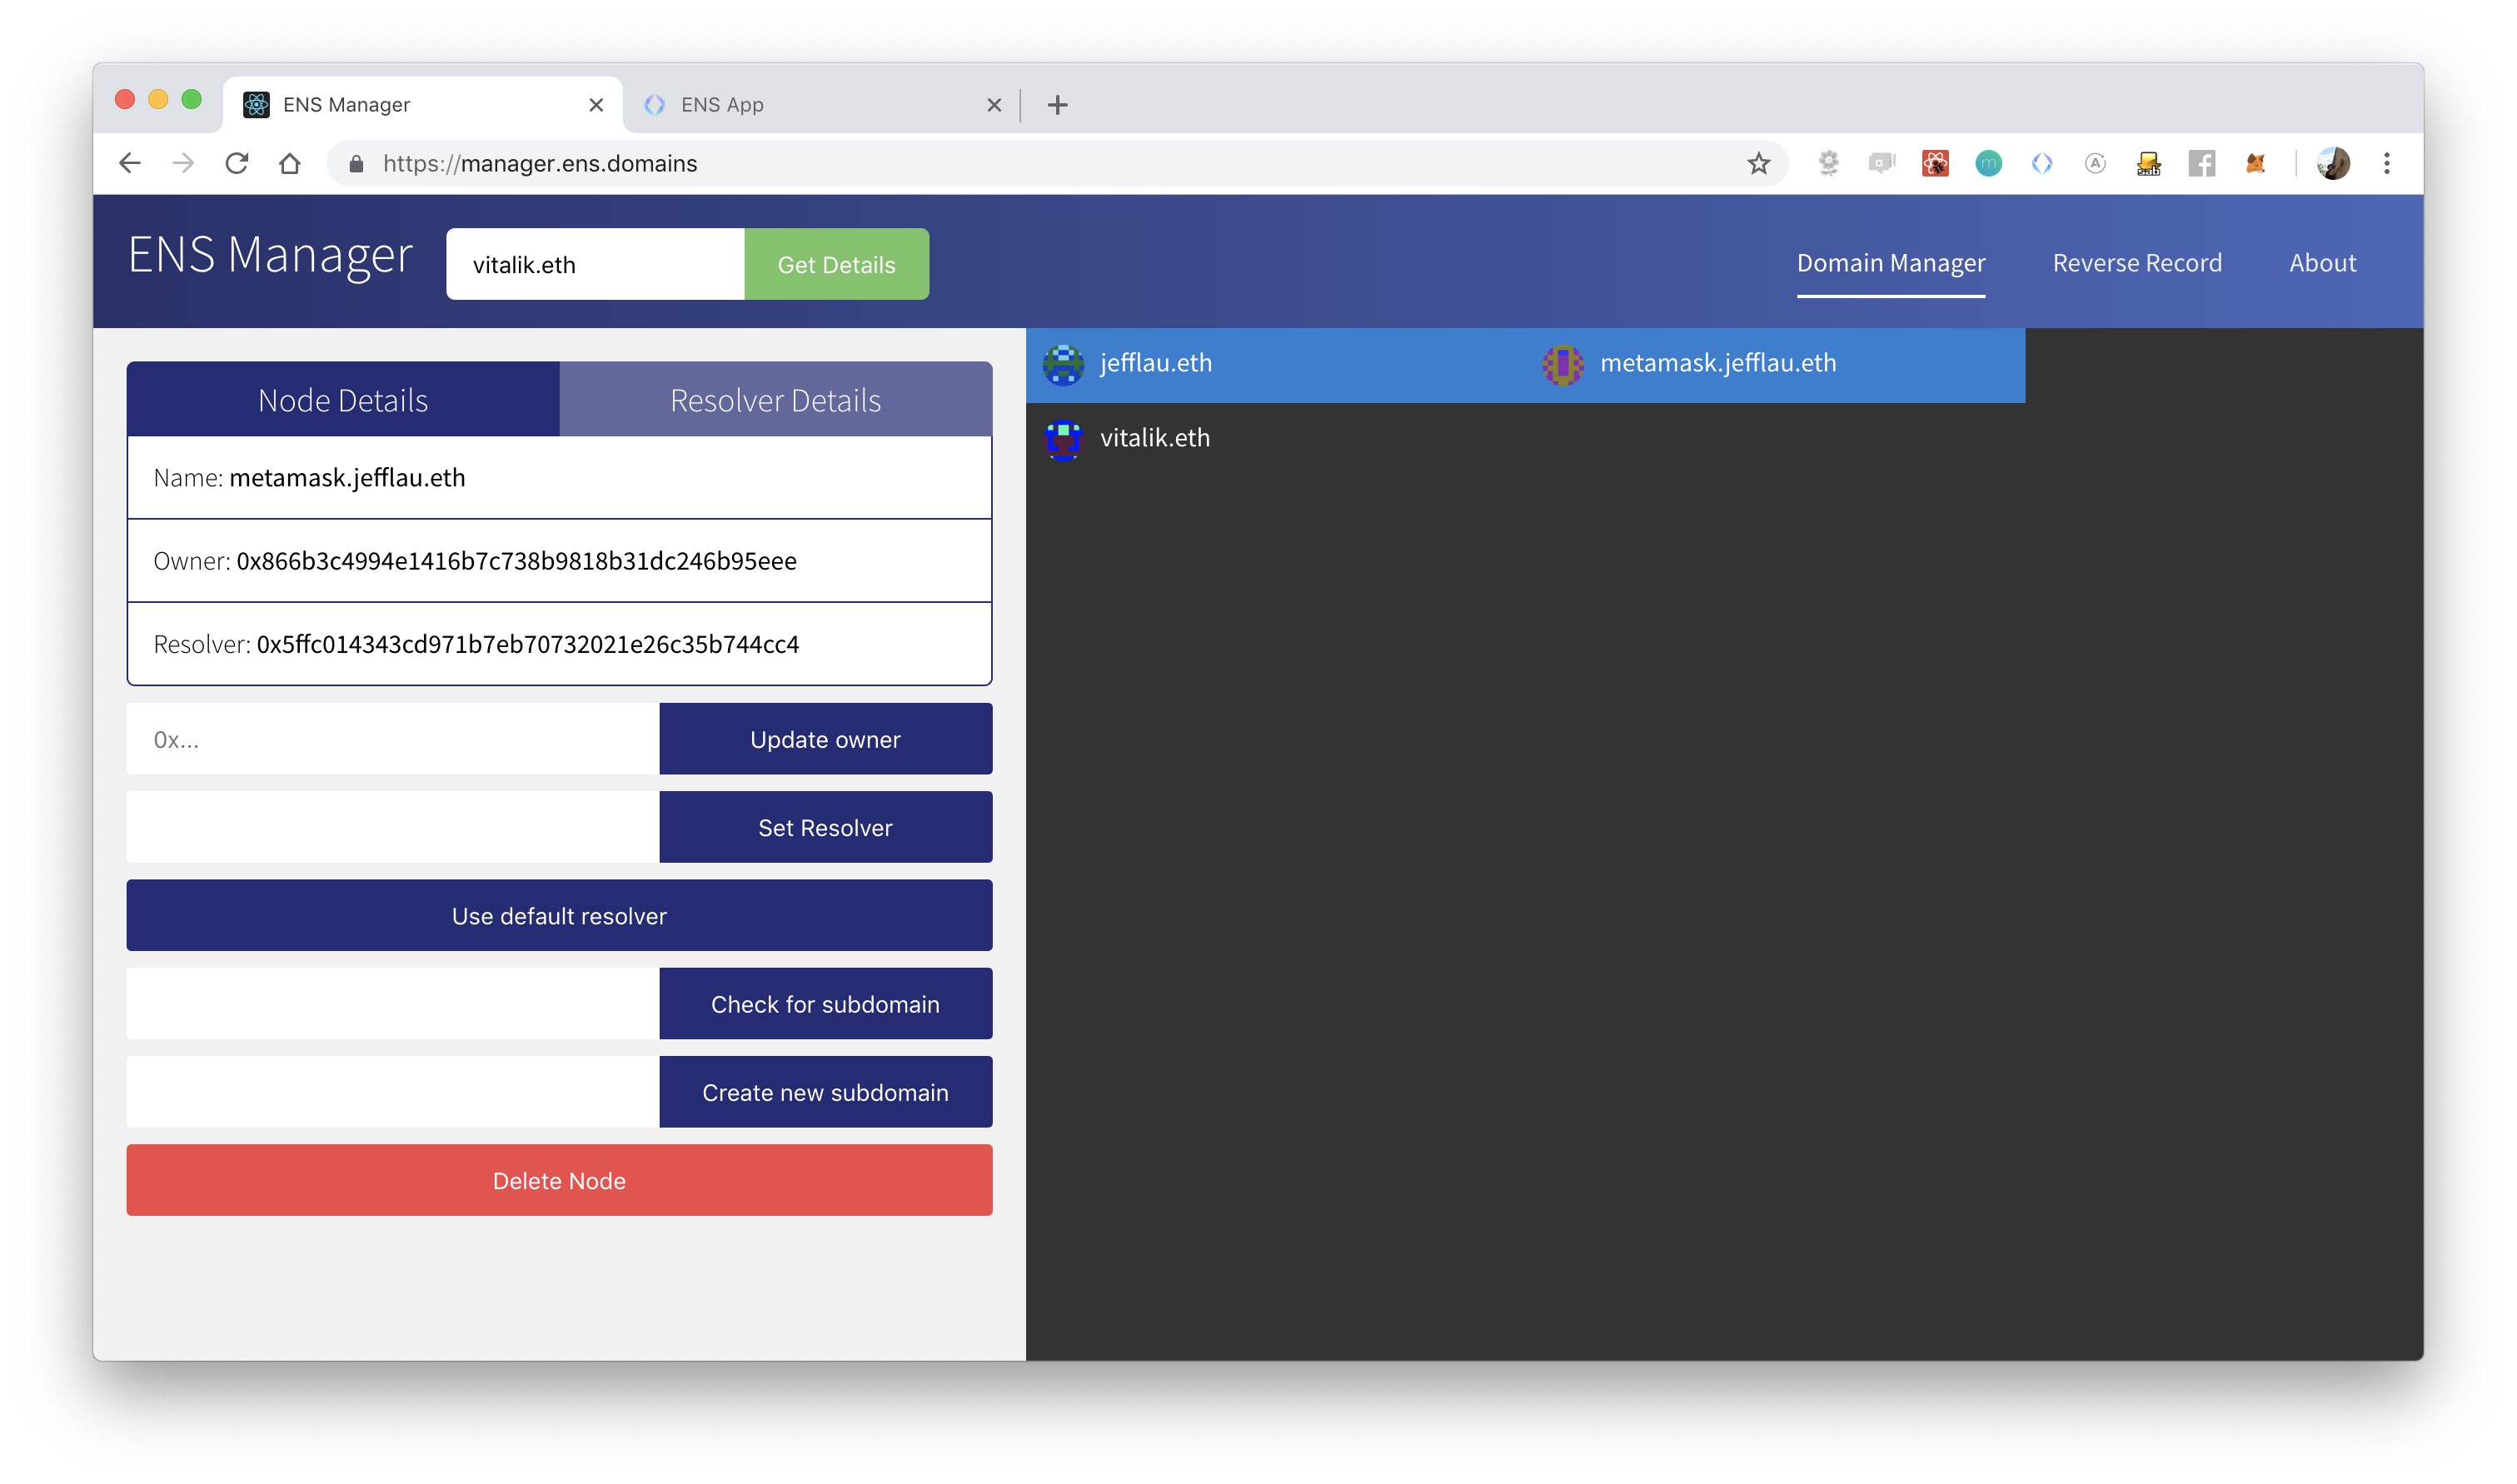 ENS Manager
ENS App
https://manager.ens.domains
ENS Manager
vitalik.eth
Get Details
Domain Manager
Reverse Record
About
Node Details
Resolver Details
Name: metamask.jefflau.eth
Owner: 0x866b3c4994e1416b7c738b9818b31dc246b95eee
Resolver: 0x5ffc014343cd971b7eb70732021e26c35b744cc4
0x...
Update owner
Set Resolver
Use default resolver
Check for subdomain
Create new subdomain
Delete Node
jefflau.eth
metamask.jefflau.eth
vitalik.eth